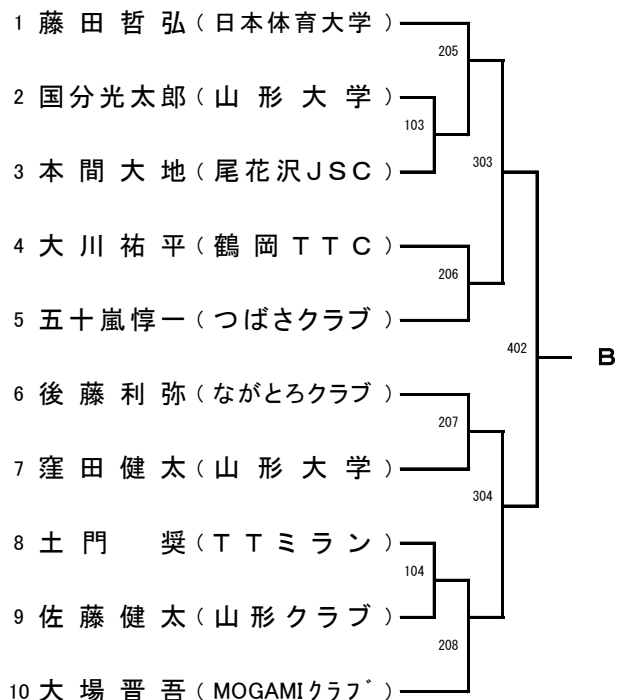 1 藤田哲弘(日本体育大学)
205
2 国分光太郎(山形大学)
103
3 本間大地(尾花沢JSC)
303
4 大川祐平(鶴岡TTC)
206
5 五十嵐惇一(つばさクラブ)
402 B
6 後藤利弥(ながとろクラブ)
207
7 窪田健太(山形大学)
304
8 土門 奨(TTミラン)
104
9 佐藤健太(山形クラブ)
208
10 大場晋吾(MOGAMIクラブ)